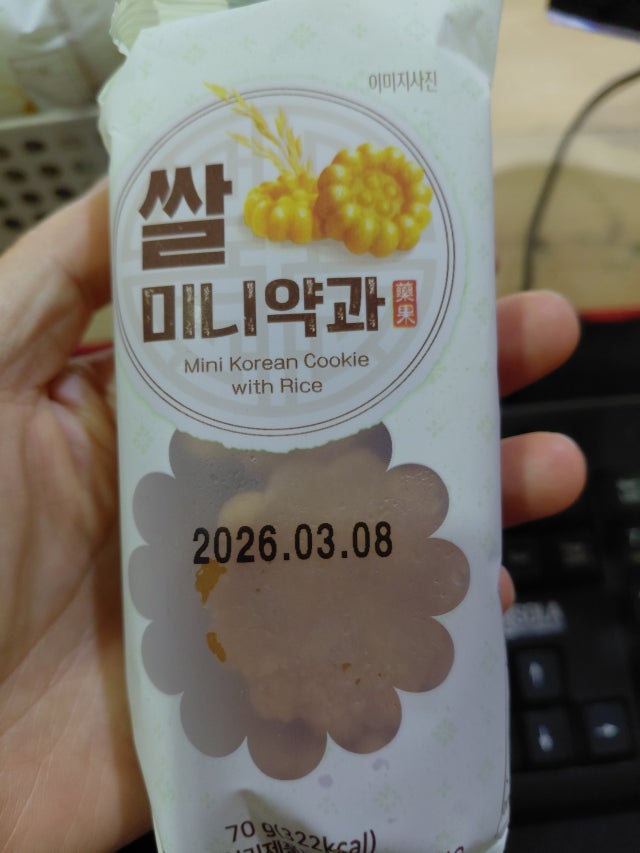 이미지사진
쌀
미니약과
藥果
Mini Korean Cookie
with Rice
2026.03.08
70 g(322kcal)